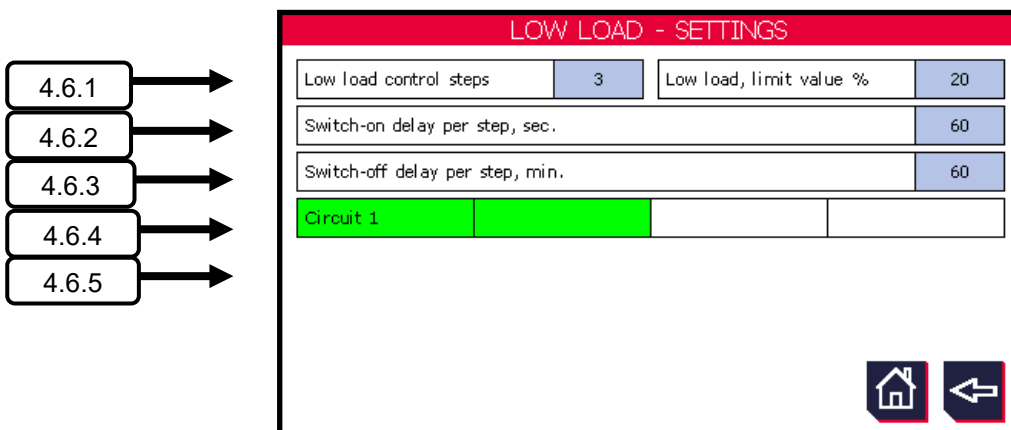 LOW LOAD - SETTINGS
4.6.1
Low load control steps 3 Low load, limit value % 20
4.6.2
Switch-on delay per step, sec. 60
4.6.3
Switch-off delay per step, min. 60
4.6.4
Circuit 1
4.6.5